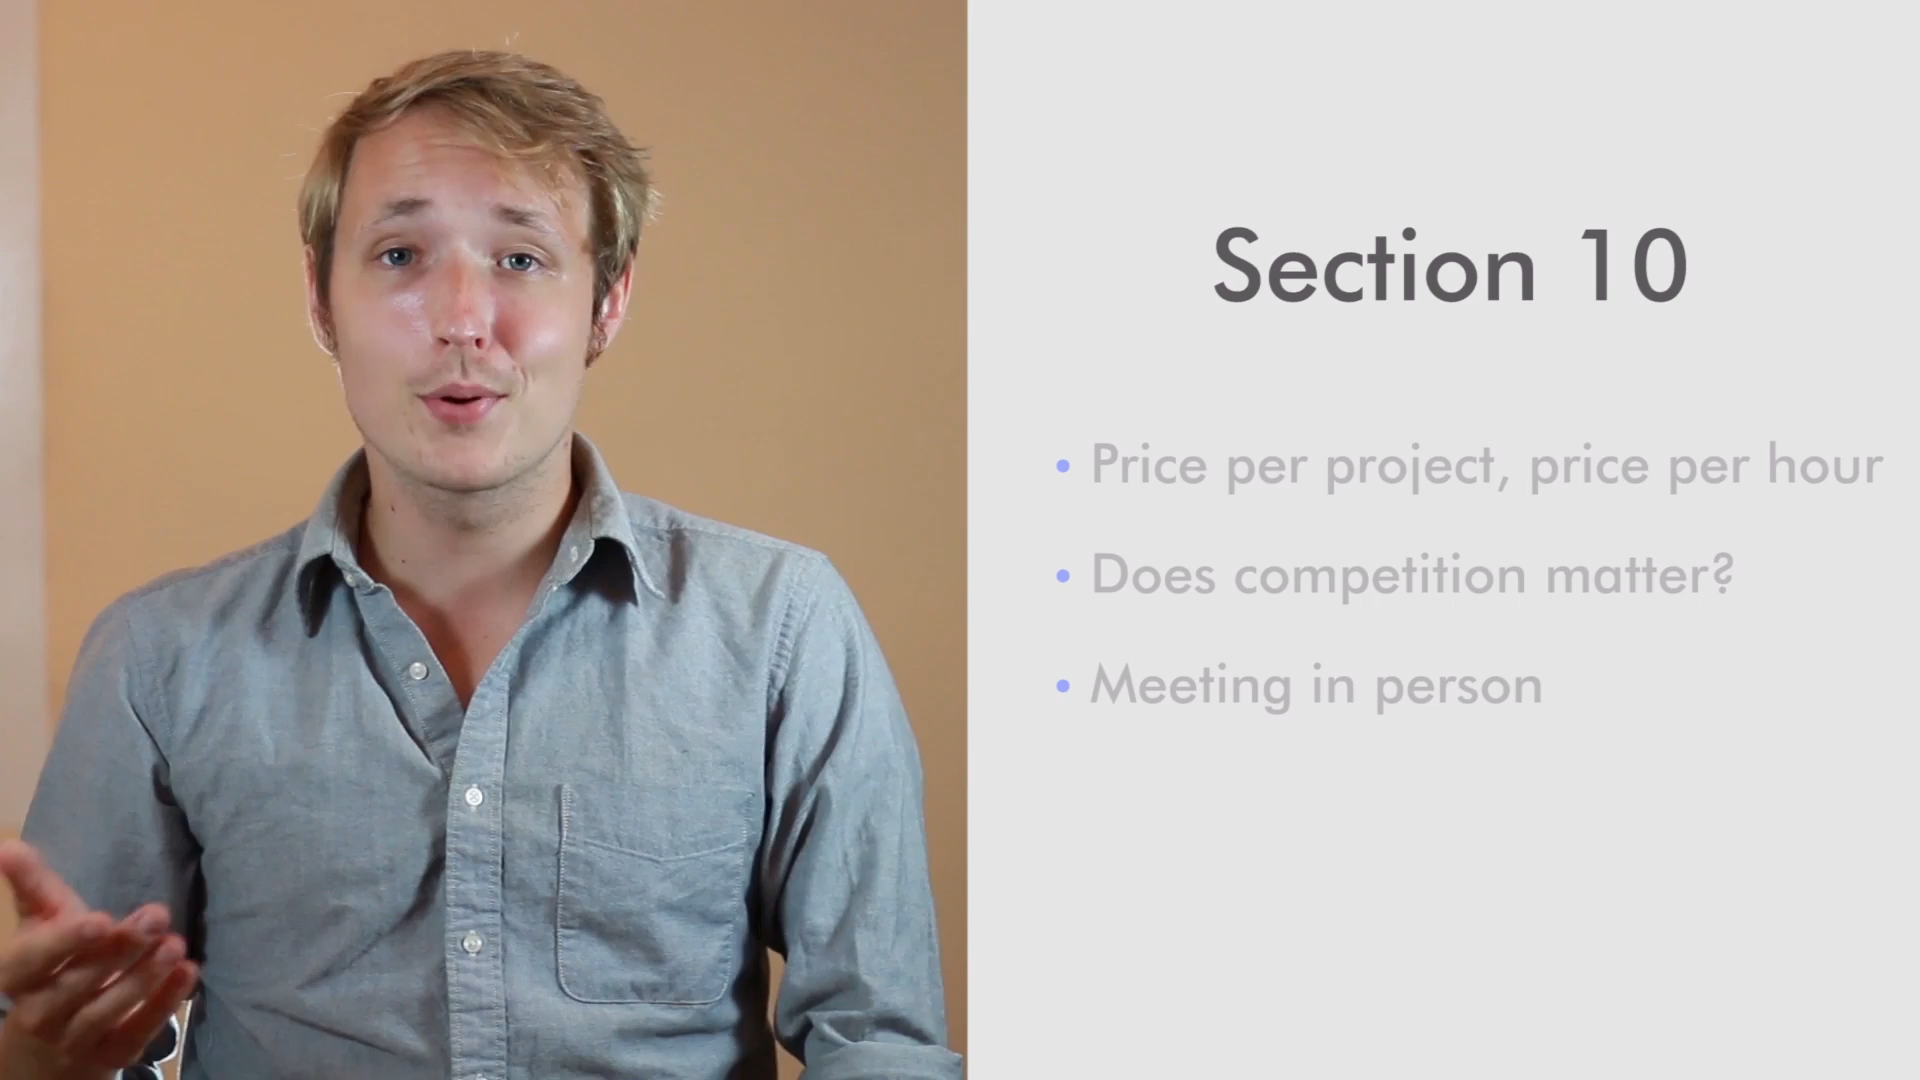 Section 10
• Price per project, price per hour
• Does competition matter?
• Meeting in person